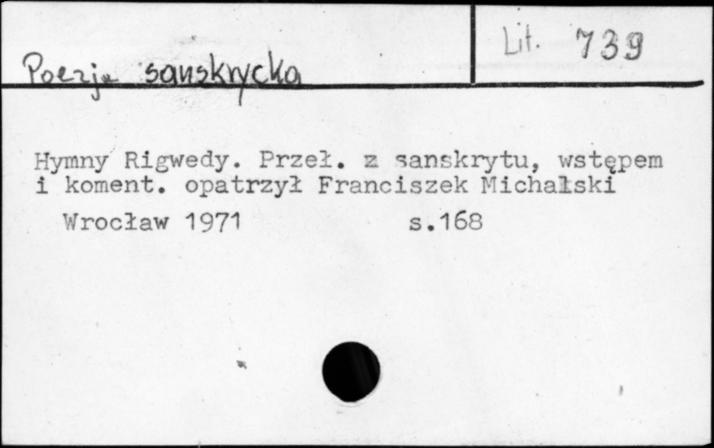 Poezja sanskrycka
Lit. 739
Hymny Rigwedy. Przeł. z sanskrytu, wstępem
i koment. opatrzył Franciszek Michalski
Wrocław 1971 s.168